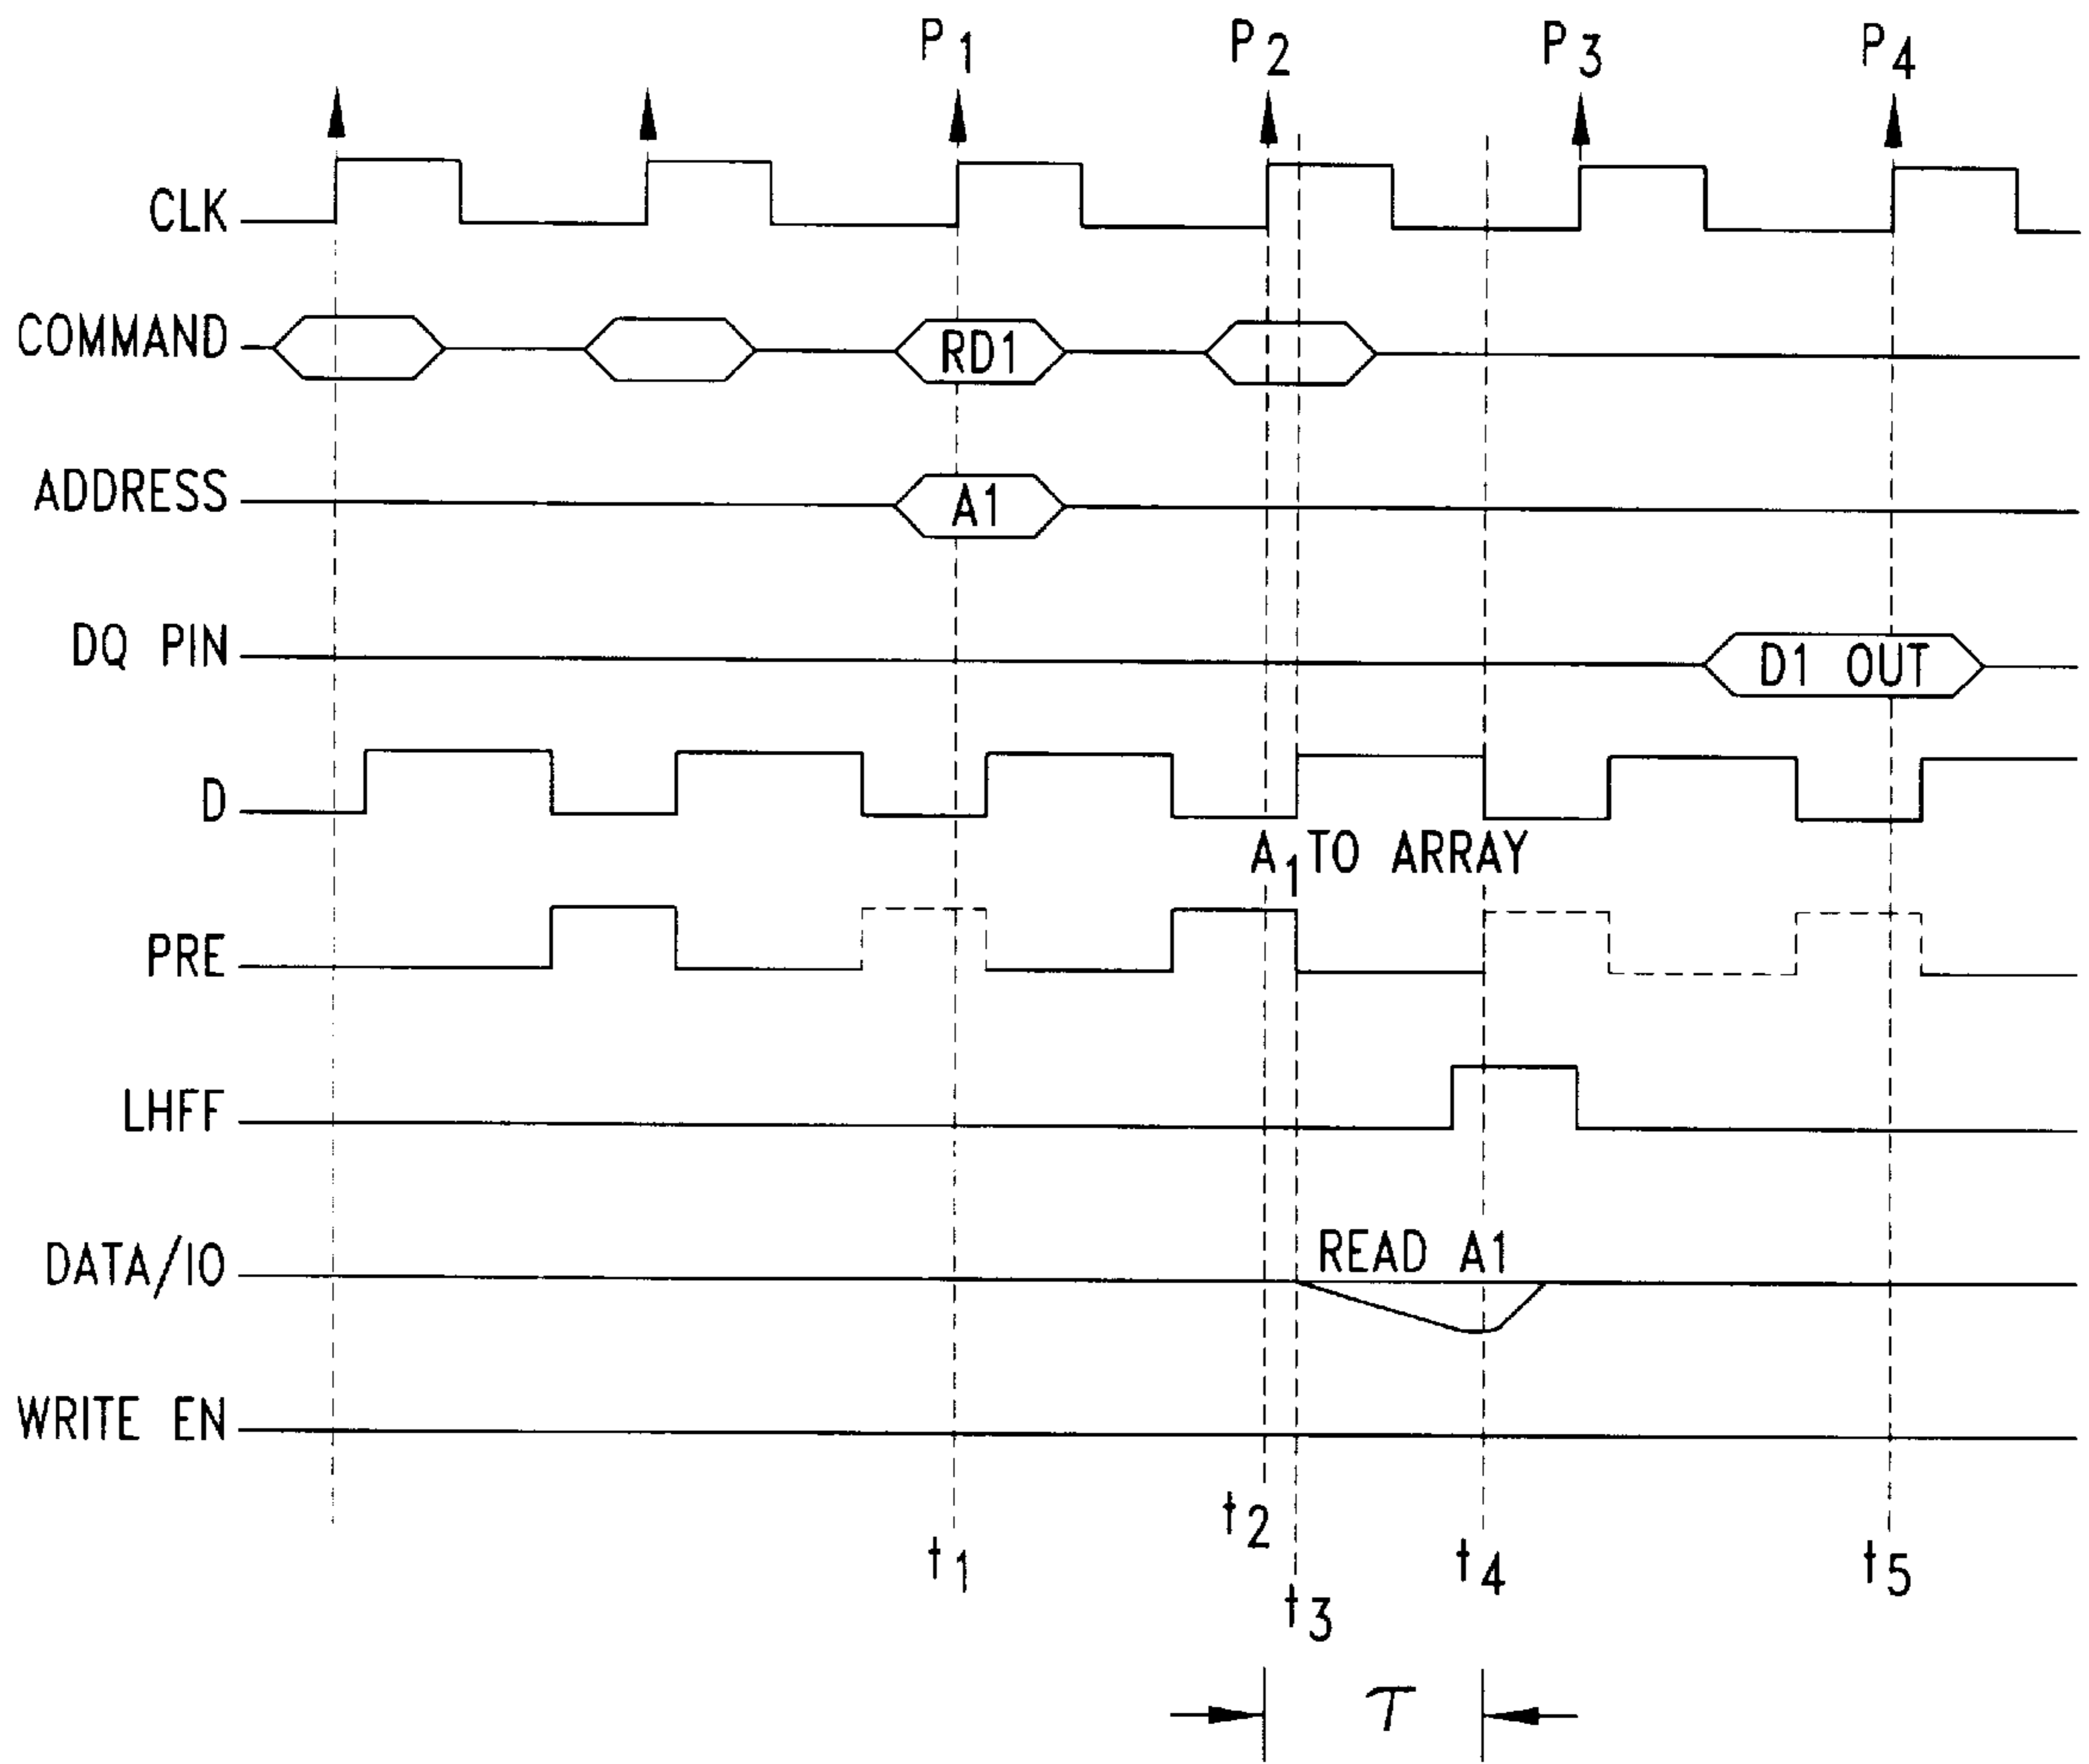 P1 P2 P3 P4
CLK
COMMAND RD1
ADDRESS A1
DQ PIN D1 OUT
D
A1 TO ARRAY
PRE
LHFF
DATA/IO READ A1
WRITE EN
t2
t1 t4 t5
t3
τ